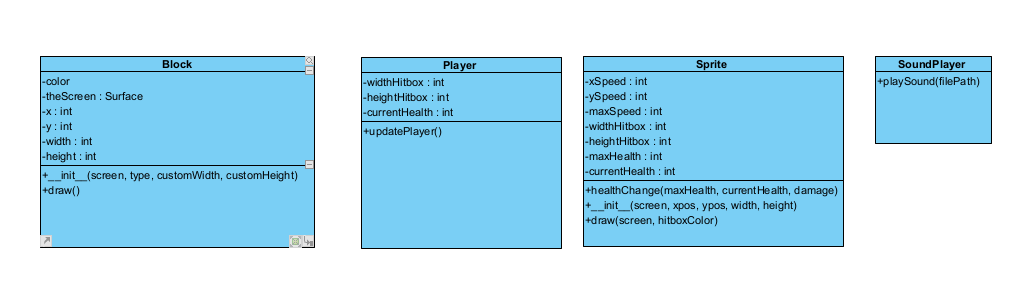 Block
-color
-theScreen : Surface
-x : int
-y : int
-width : int
-height : int
+__init__(screen, type, customWidth, customHeight)
+draw()
Player
-widthHitbox : int
-heightHitbox : int
-currentHealth : int
+updatePlayer()
Sprite
-xSpeed : int
-ySpeed : int
-maxSpeed : int
-widthHitbox : int
-heightHitbox : int
-maxHealth : int
-currentHealth : int
+healthChange(maxHealth, currentHealth, damage)
+__init__(screen, xpos, ypos, width, height)
+draw(screen, hitboxColor)
SoundPlayer
+playSound(filePath)